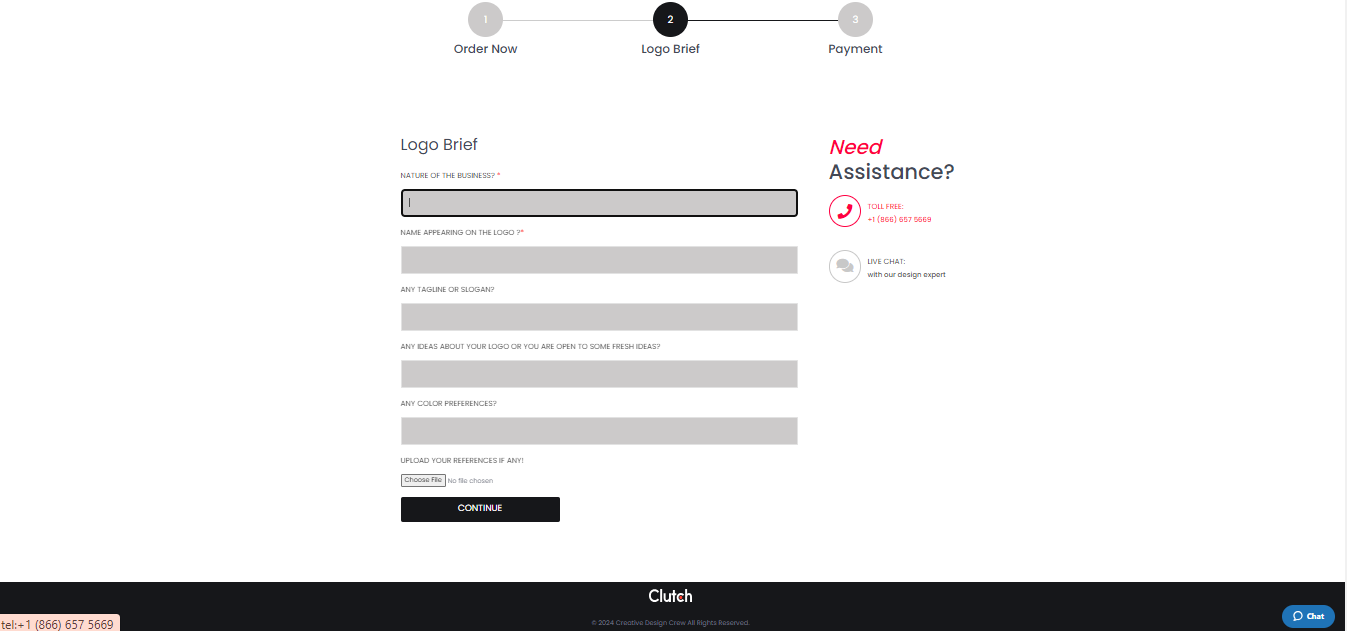 1 2 3
Order Now Logo Brief Payment
Logo Brief
NATURE OF THE BUSINESS? *
NAME APPEARING ON THE LOGO ?*
ANY TAGLINE OR SLOGAN?
ANY IDEAS ABOUT YOUR LOGO OR YOU ARE OPEN TO SOME FRESH IDEAS?
ANY COLOR PREFERENCES?
UPLOAD YOUR REFERENCES IF ANY!
Choose File No file chosen
CONTINUE
Need
Assistance?
TOLL FREE:
+1 (866) 657 5669
LIVE CHAT:
with our design expert
Clutch
© 2024 Creative Design Crew All Rights Reserved.
tel:+1 (866) 657 5669
Chat